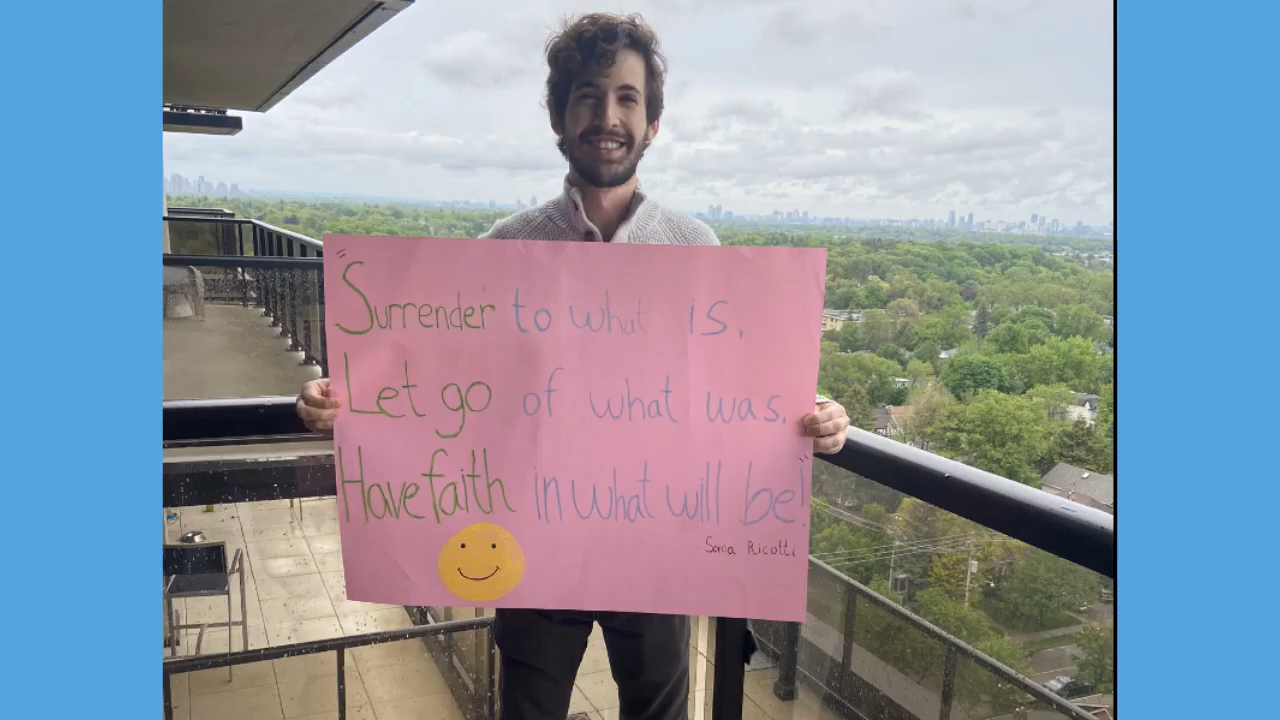 "Surrender to what is.
Let go of what was.
Have faith in what will be!"
Sonia Ricotti